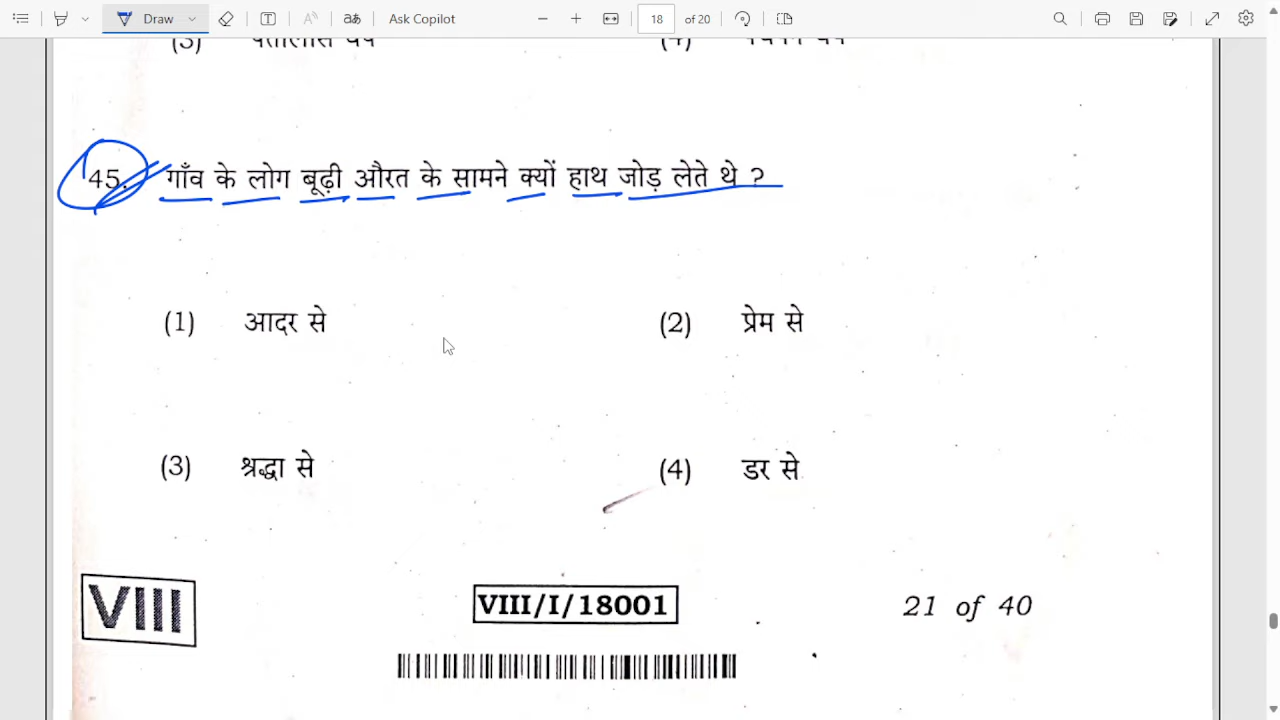 Draw
Ask Copilot
18 of 20
45. गाँव के लोग बूढ़ी औरत के सामने क्यों हाथ जोड़ लेते थे ?
(1) आदर से (2) प्रेम से
(3) श्रद्धा से (4) डर से
VIII
VIII/I/18001
21 of 40